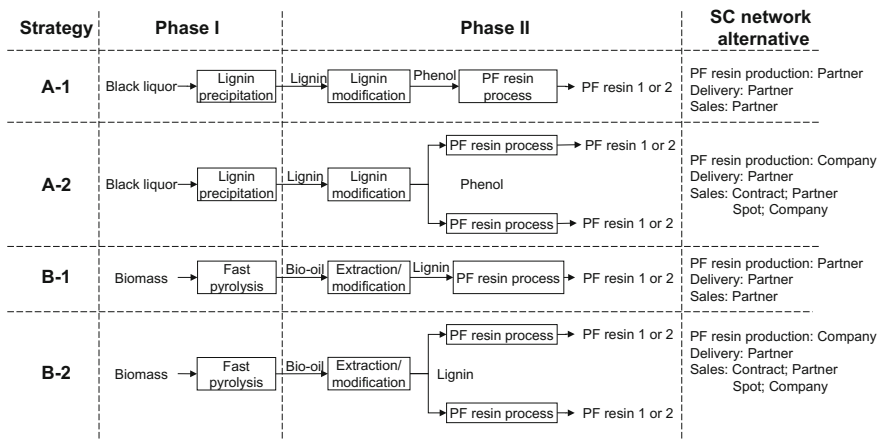 Strategy
Phase I
Phase II
SC network
alternative
A-1
Black liquor
Lignin
precipitation
Lignin
Lignin
modification
Phenol
PF resin
process
PF resin 1 or 2
PF resin production: Partner
Delivery: Partner
Sales: Partner
A-2
Black liquor
Lignin
precipitation
Lignin
Lignin
modification
PF resin process
PF resin 1 or 2
Phenol
PF resin process
PF resin 1 or 2
PF resin production: Company
Delivery: Partner
Sales: Contract; Partner
Spot; Company
B-1
Biomass
Fast
pyrolysis
Bio-oil
Extraction/
modification
Lignin
PF resin process
PF resin 1 or 2
PF resin production: Partner
Delivery: Partner
Sales: Partner
B-2
Biomass
Fast
pyrolysis
Bio-oil
Extraction/
modification
PF resin process
PF resin 1 or 2
Lignin
PF resin process
PF resin 1 or 2
PF resin production: Company
Delivery: Partner
Sales: Contract; Partner
Spot; Company